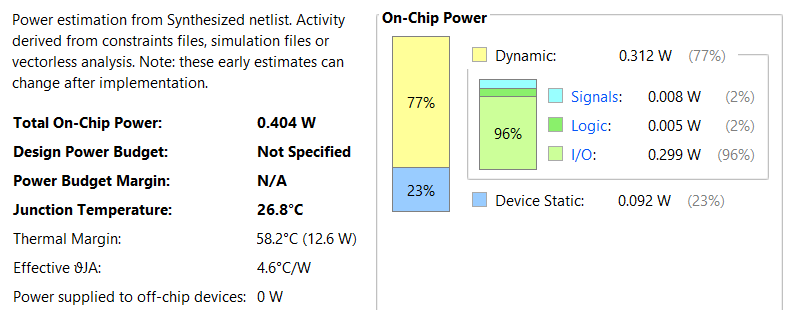 Power estimation from Synthesized netlist. Activity
derived from constraints files, simulation files or
vectorless analysis. Note: these early estimates can
change after implementation.
Total On-Chip Power: 0.404 W
Design Power Budget: Not Specified
Power Budget Margin: N/A
Junction Temperature: 26.8°C
Thermal Margin: 58.2°C (12.6 W)
Effective ϑJA: 4.6°C/W
Power supplied to off-chip devices: 0 W
On-Chip Power
77%
23%
Dynamic: 0.312 W (77%)
96%
Signals: 0.008 W (2%)
Logic: 0.005 W (2%)
I/O: 0.299 W (96%)
Device Static: 0.092 W (23%)